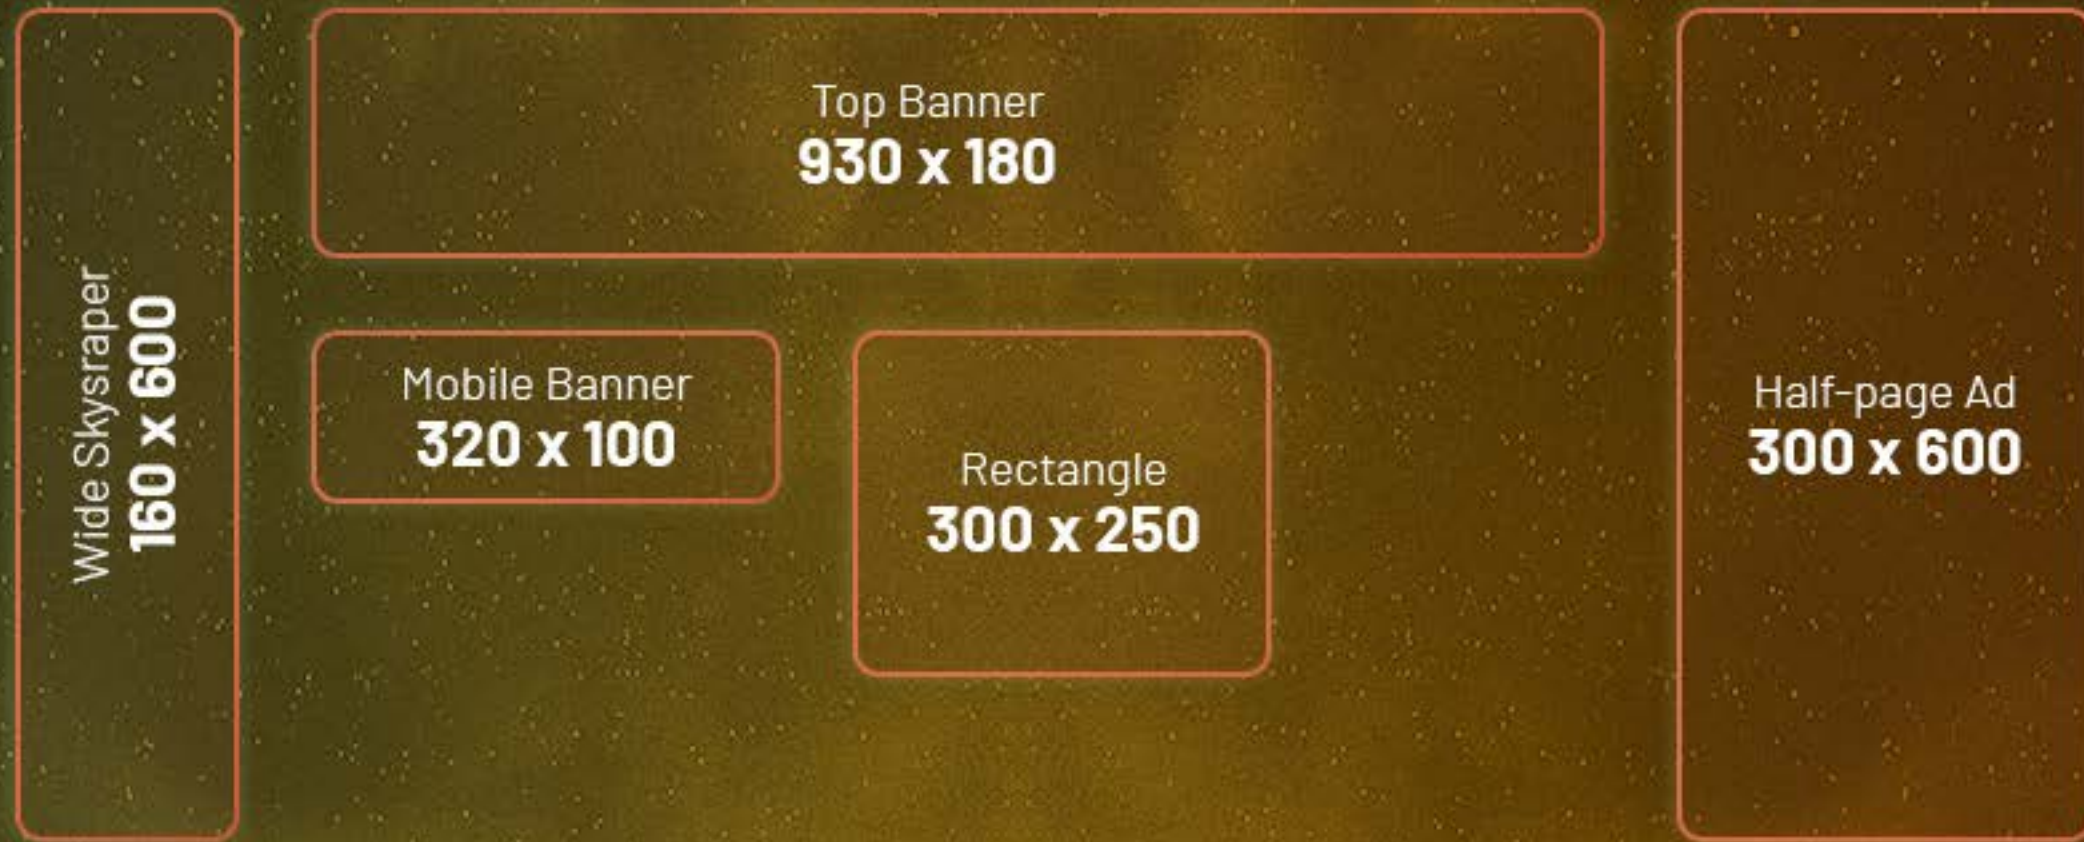 Wide Skysraper
160 x 600
Top Banner
930 x 180
Mobile Banner
320 x 100
Rectangle
300 x 250
Half-page Ad
300 x 600